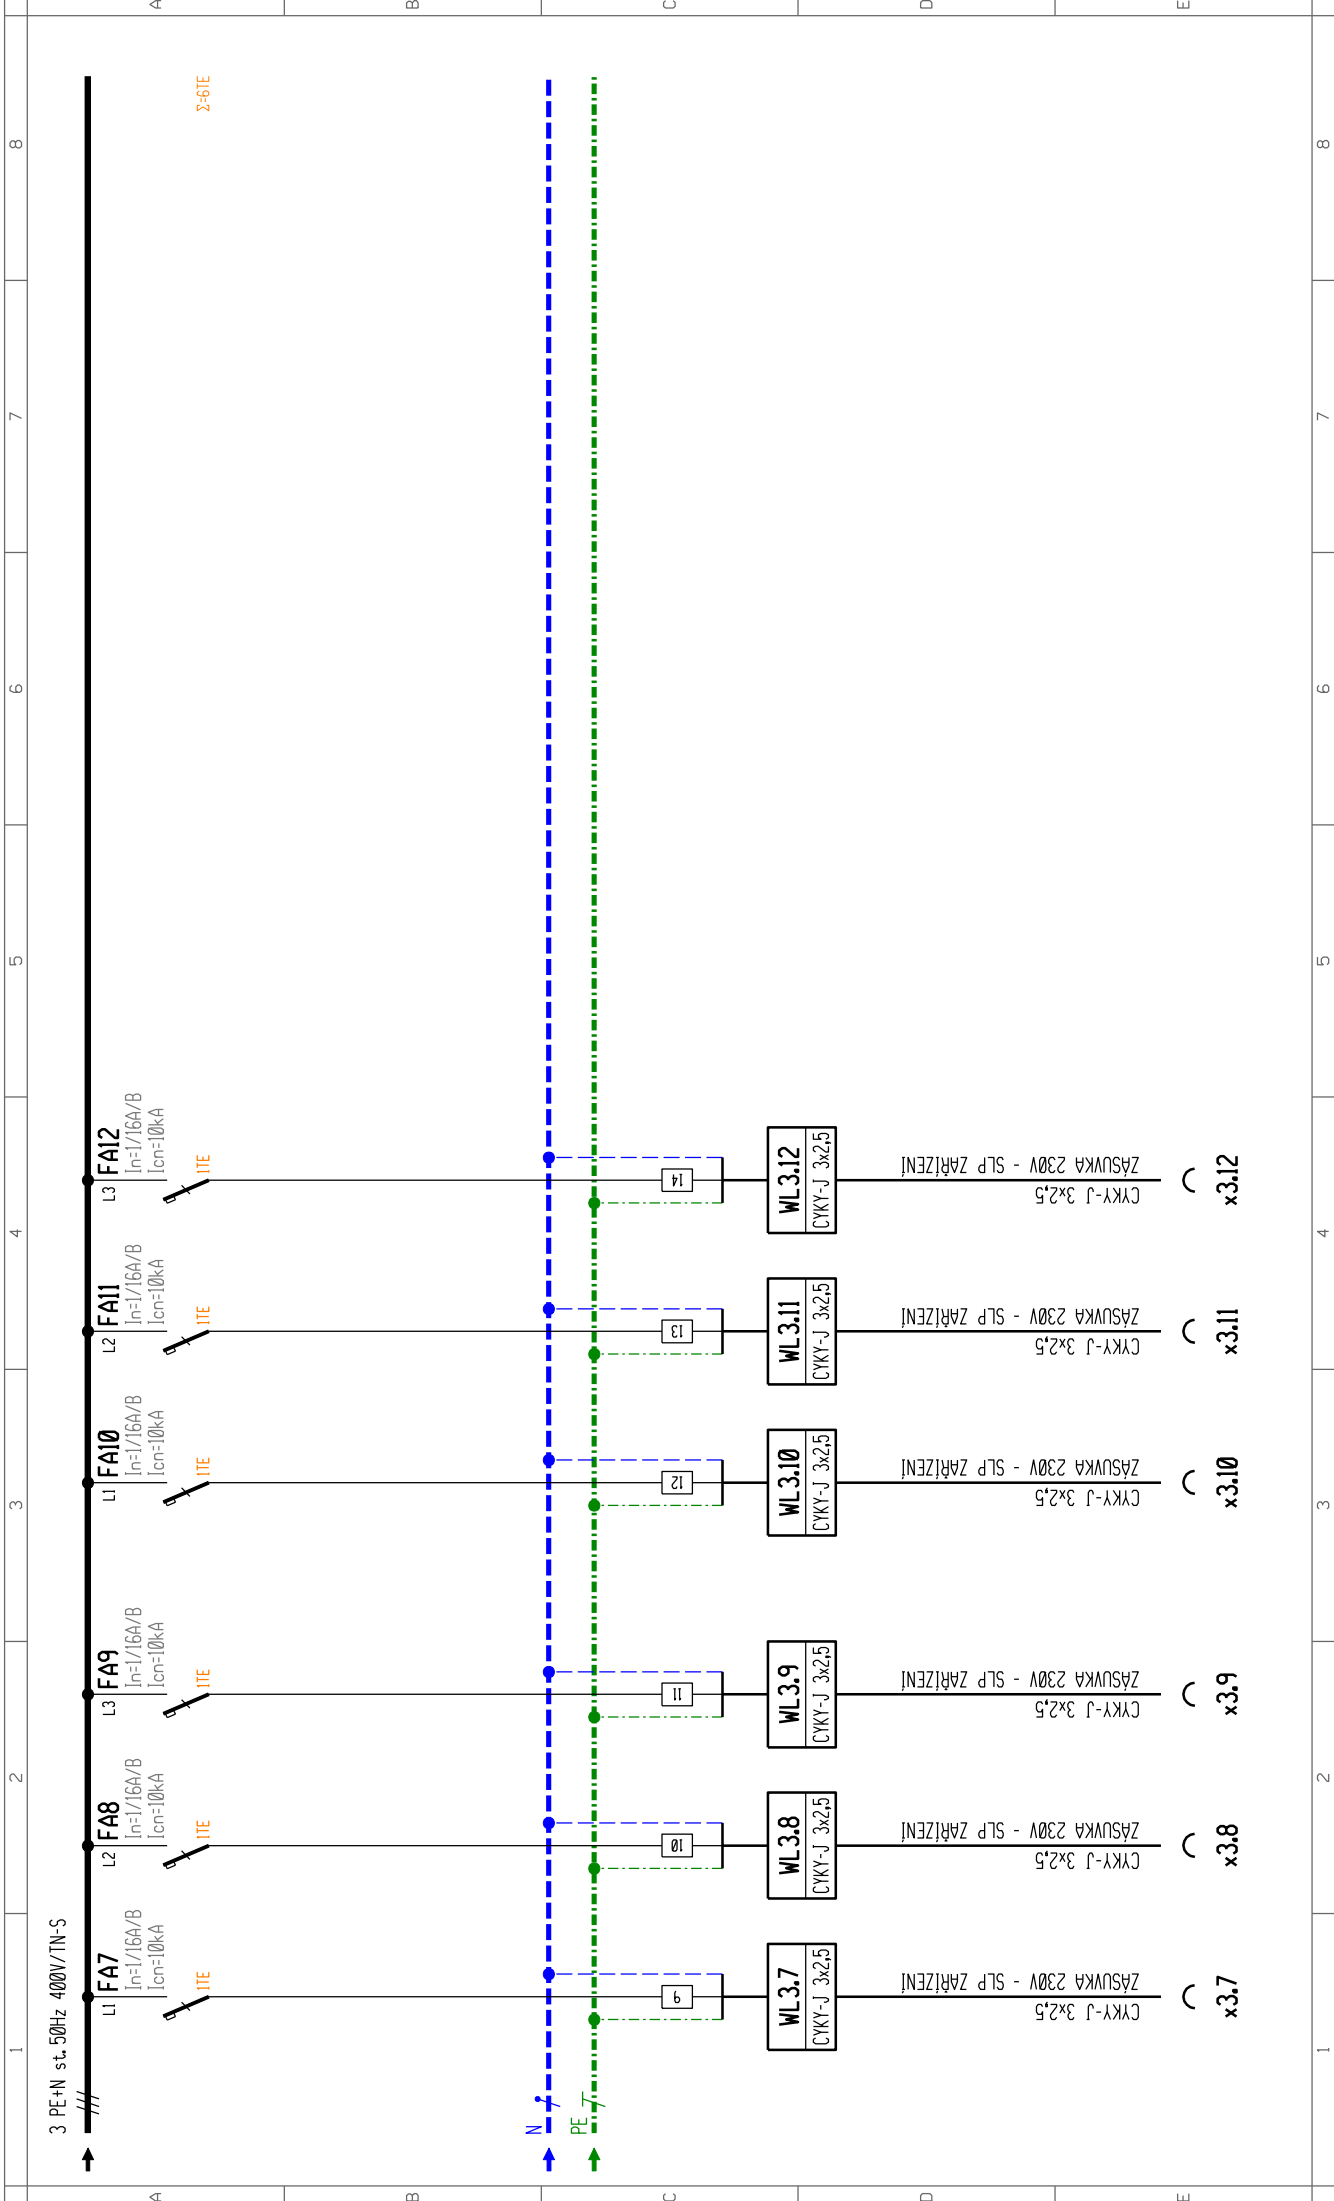 A
B
C
D
E
1
2
3
4
5
6
7
8
3 PE+N st. 50Hz 400V/TN-S
Σ=6TE
N
PE
L1
FA7
In=1/16A/B
Icn=10kA
1TE
9
WL3.7
CYKY-J 3x2,5
ZÁSUVKA 230V - SLP ZAŘÍZENÍ
CYKY-J 3x2,5
x3.7
L2
FA8
In=1/16A/B
Icn=10kA
1TE
10
WL3.8
CYKY-J 3x2,5
ZÁSUVKA 230V - SLP ZAŘÍZENÍ
CYKY-J 3x2,5
x3.8
L3
FA9
In=1/16A/B
Icn=10kA
1TE
11
WL3.9
CYKY-J 3x2,5
ZÁSUVKA 230V - SLP ZAŘÍZENÍ
CYKY-J 3x2,5
x3.9
L1
FA10
In=1/16A/B
Icn=10kA
1TE
12
WL3.10
CYKY-J 3x2,5
ZÁSUVKA 230V - SLP ZAŘÍZENÍ
CYKY-J 3x2,5
x3.10
L2
FA11
In=1/16A/B
Icn=10kA
1TE
13
WL3.11
CYKY-J 3x2,5
ZÁSUVKA 230V - SLP ZAŘÍZENÍ
CYKY-J 3x2,5
x3.11
L3
FA12
In=1/16A/B
Icn=10kA
1TE
14
WL3.12
CYKY-J 3x2,5
ZÁSUVKA 230V - SLP ZAŘÍZENÍ
CYKY-J 3x2,5
x3.12
1
2
3
4
5
6
7
8
A
B
C
D
E